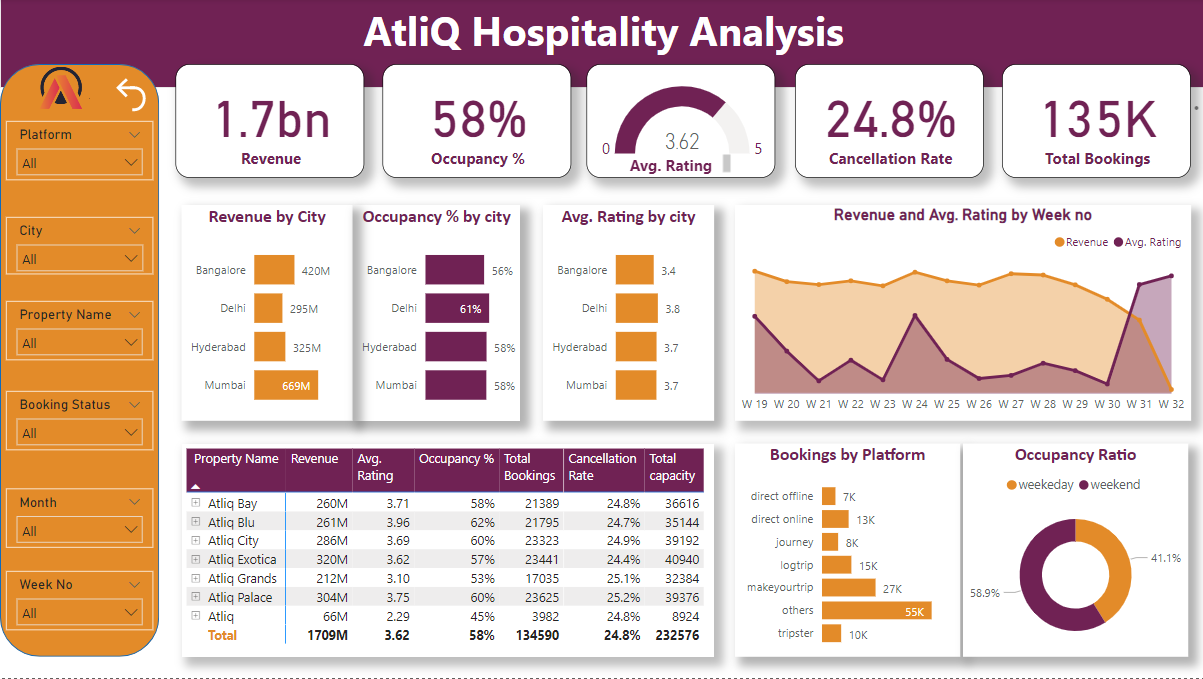 AtliQ Hospitality Analysis
Platform
All
City
All
Property Name
All
Booking Status
All
Month
All
Week No
All
1.7bn
Revenue
58%
Occupancy %
0 3.62 5
Avg. Rating
24.8%
Cancellation Rate
135K
Total Bookings
Revenue by City
Bangalore 420M
Delhi 295M
Hyderabad 325M
Mumbai 669M
Occupancy % by city
Bangalore 56%
Delhi 61%
Hyderabad 58%
Mumbai 58%
Avg. Rating by city
Bangalore 3.4
Delhi 3.8
Hyderabad 3.7
Mumbai 3.7
Revenue and Avg. Rating by Week no
Revenue Avg. Rating
W 19 W 20 W 21 W 22 W 23 W 24 W 25 W 26 W 27 W 28 W 29 W 30 W 31 W 32
Property Name Revenue Avg. Rating Occupancy % Total Bookings Cancellation Rate Total capacity
Atliq Bay 260M 3.71 58% 21389 24.8% 36616
Atliq Blu 261M 3.96 62% 21795 24.7% 35144
Atliq City 286M 3.69 60% 23323 24.9% 39192
Atliq Exotica 320M 3.62 57% 23441 24.4% 40940
Atliq Grands 212M 3.10 53% 17035 25.1% 32384
Atliq Palace 304M 3.75 60% 23625 25.2% 39376
Atliq 66M 2.29 45% 3982 24.8% 8924
Total 1709M 3.62 58% 134590 24.8% 232576
Bookings by Platform
direct offline 7K
direct online 13K
journey 8K
logtrip 15K
makeyourtrip 27K
others 55K
tripster 10K
Occupancy Ratio
weekeday weekend
41.1%
58.9%